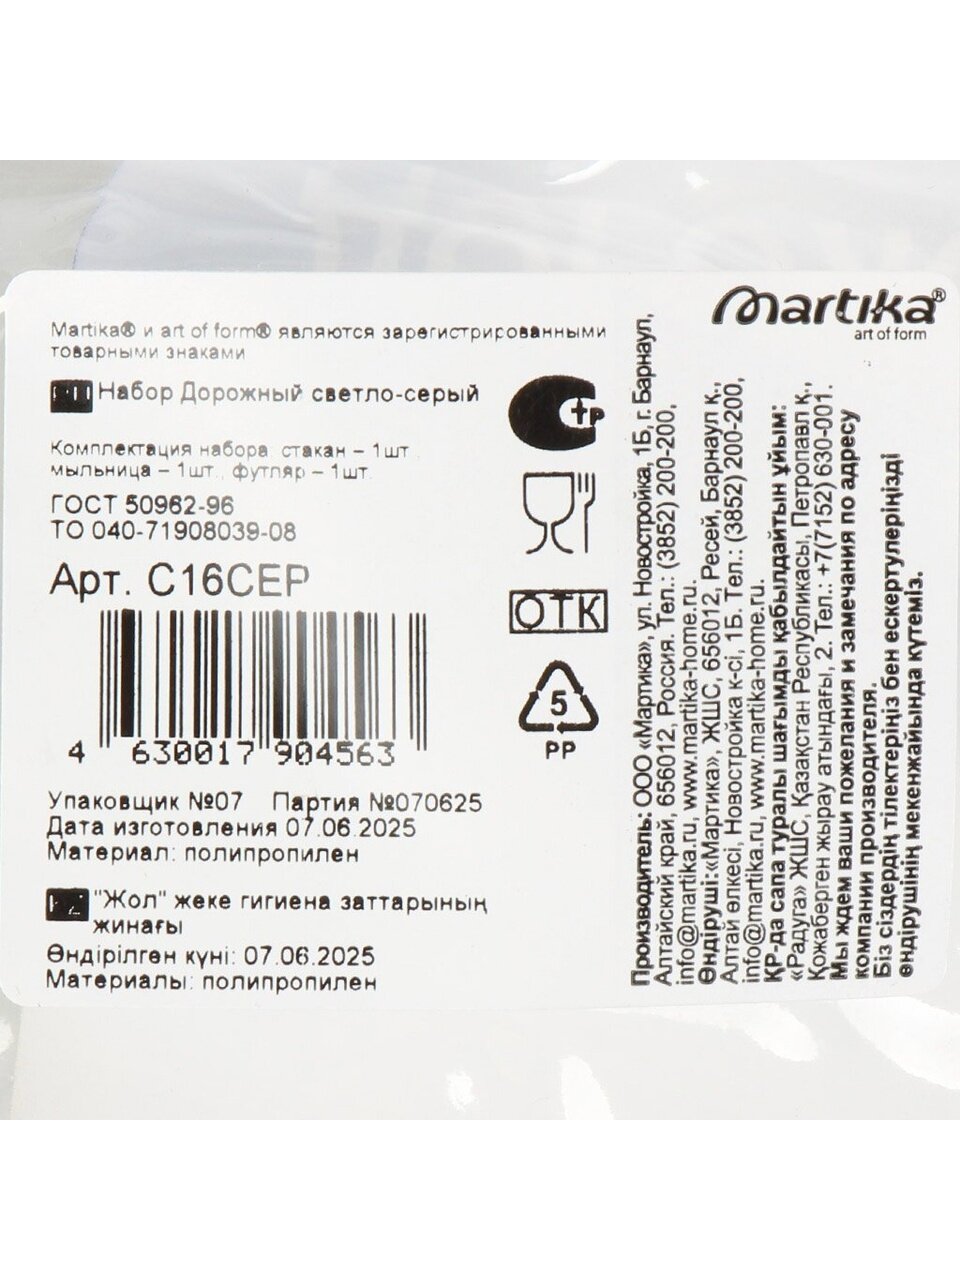 Martika® и art of form® являются зарегистрированными
товарными знаками
Набор Дорожный светло-серый
Комплектация набора: стакан – 1шт.,
мыльница – 1шт., футляр – 1шт.
ГОСТ 50962-96
ТО 040-71908039-08
Арт. С16СЕР
4 630017 904563
Упаковщик №07 Партия №070625
Дата изготовления 07.06.2025
Материал: полипропилен
KZ "Жол" жеке гигиена заттарының
жинағы
Өндірілген күні: 07.06.2025
Материалы: полипропилен
тр
ОТК
5
PP
Martika®
art of form
Производитель: ООО «Мартика», ул. Новостройка, 1Б, г. Барнаул,
Алтайский край, 656012, Россия. Тел.: (3852) 200-200,
info@martika.ru, www.martika-home.ru.
Өндіруші:«Мартика», ЖШС, 656012, Ресей, Барнаул қ.,
Алтай өлкесі, Новостройка к-сі, 1Б. Тел.: (3852) 200-200,
info@martika.ru, www.martika-home.ru.
ҚР-да сапа туралы шағымды қабылдайтын ұйым:
«Радуга» ЖШС, Қазақстан Республикасы, Петропавл қ.,
Қожаберген жырау атындағы, 2. Тел.: +7(7152) 630-001.
Мы ждем ваши пожелания и замечания по адресу
компании производителя.
Біз сіздердің тілектеріңіз бен ескертулеріңізді
өндірушінің мекенжайында күтеміз.